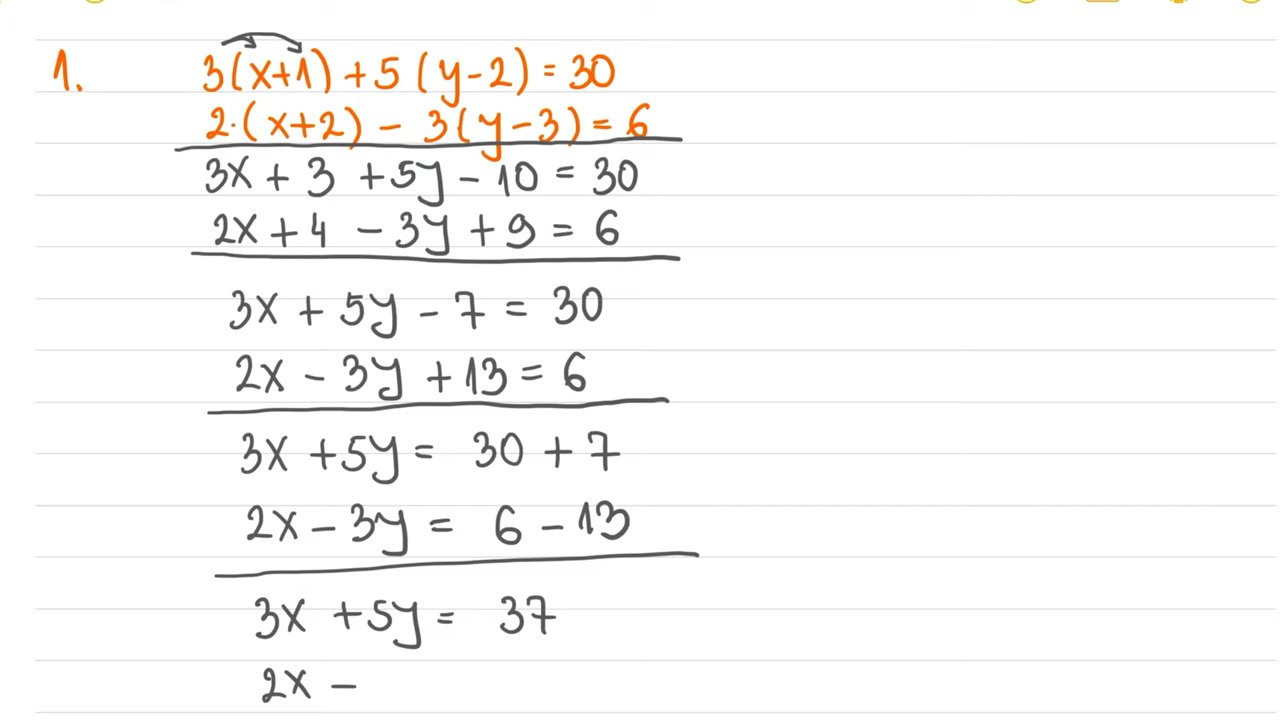 1. 3(x+1) + 5(y-2) = 30
2·(x+2) - 3(y-3) = 6
3x + 3 + 5y - 10 = 30
2x + 4 - 3y + 9 = 6
3x + 5y - 7 = 30
2x - 3y + 13 = 6
3x + 5y = 30 + 7
2x - 3y = 6 - 13
3x + 5y = 37
2x -